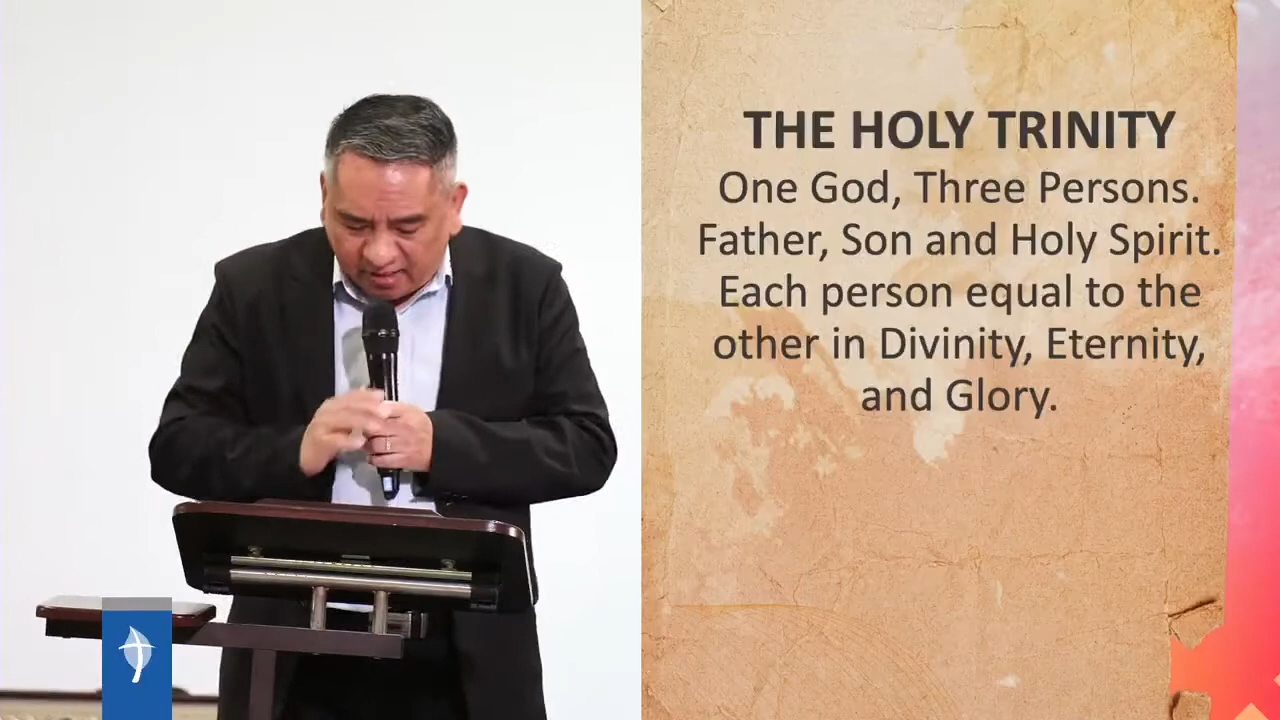 THE HOLY TRINITY
One God, Three Persons.
Father, Son and Holy Spirit.
Each person equal to the
other in Divinity, Eternity,
and Glory.